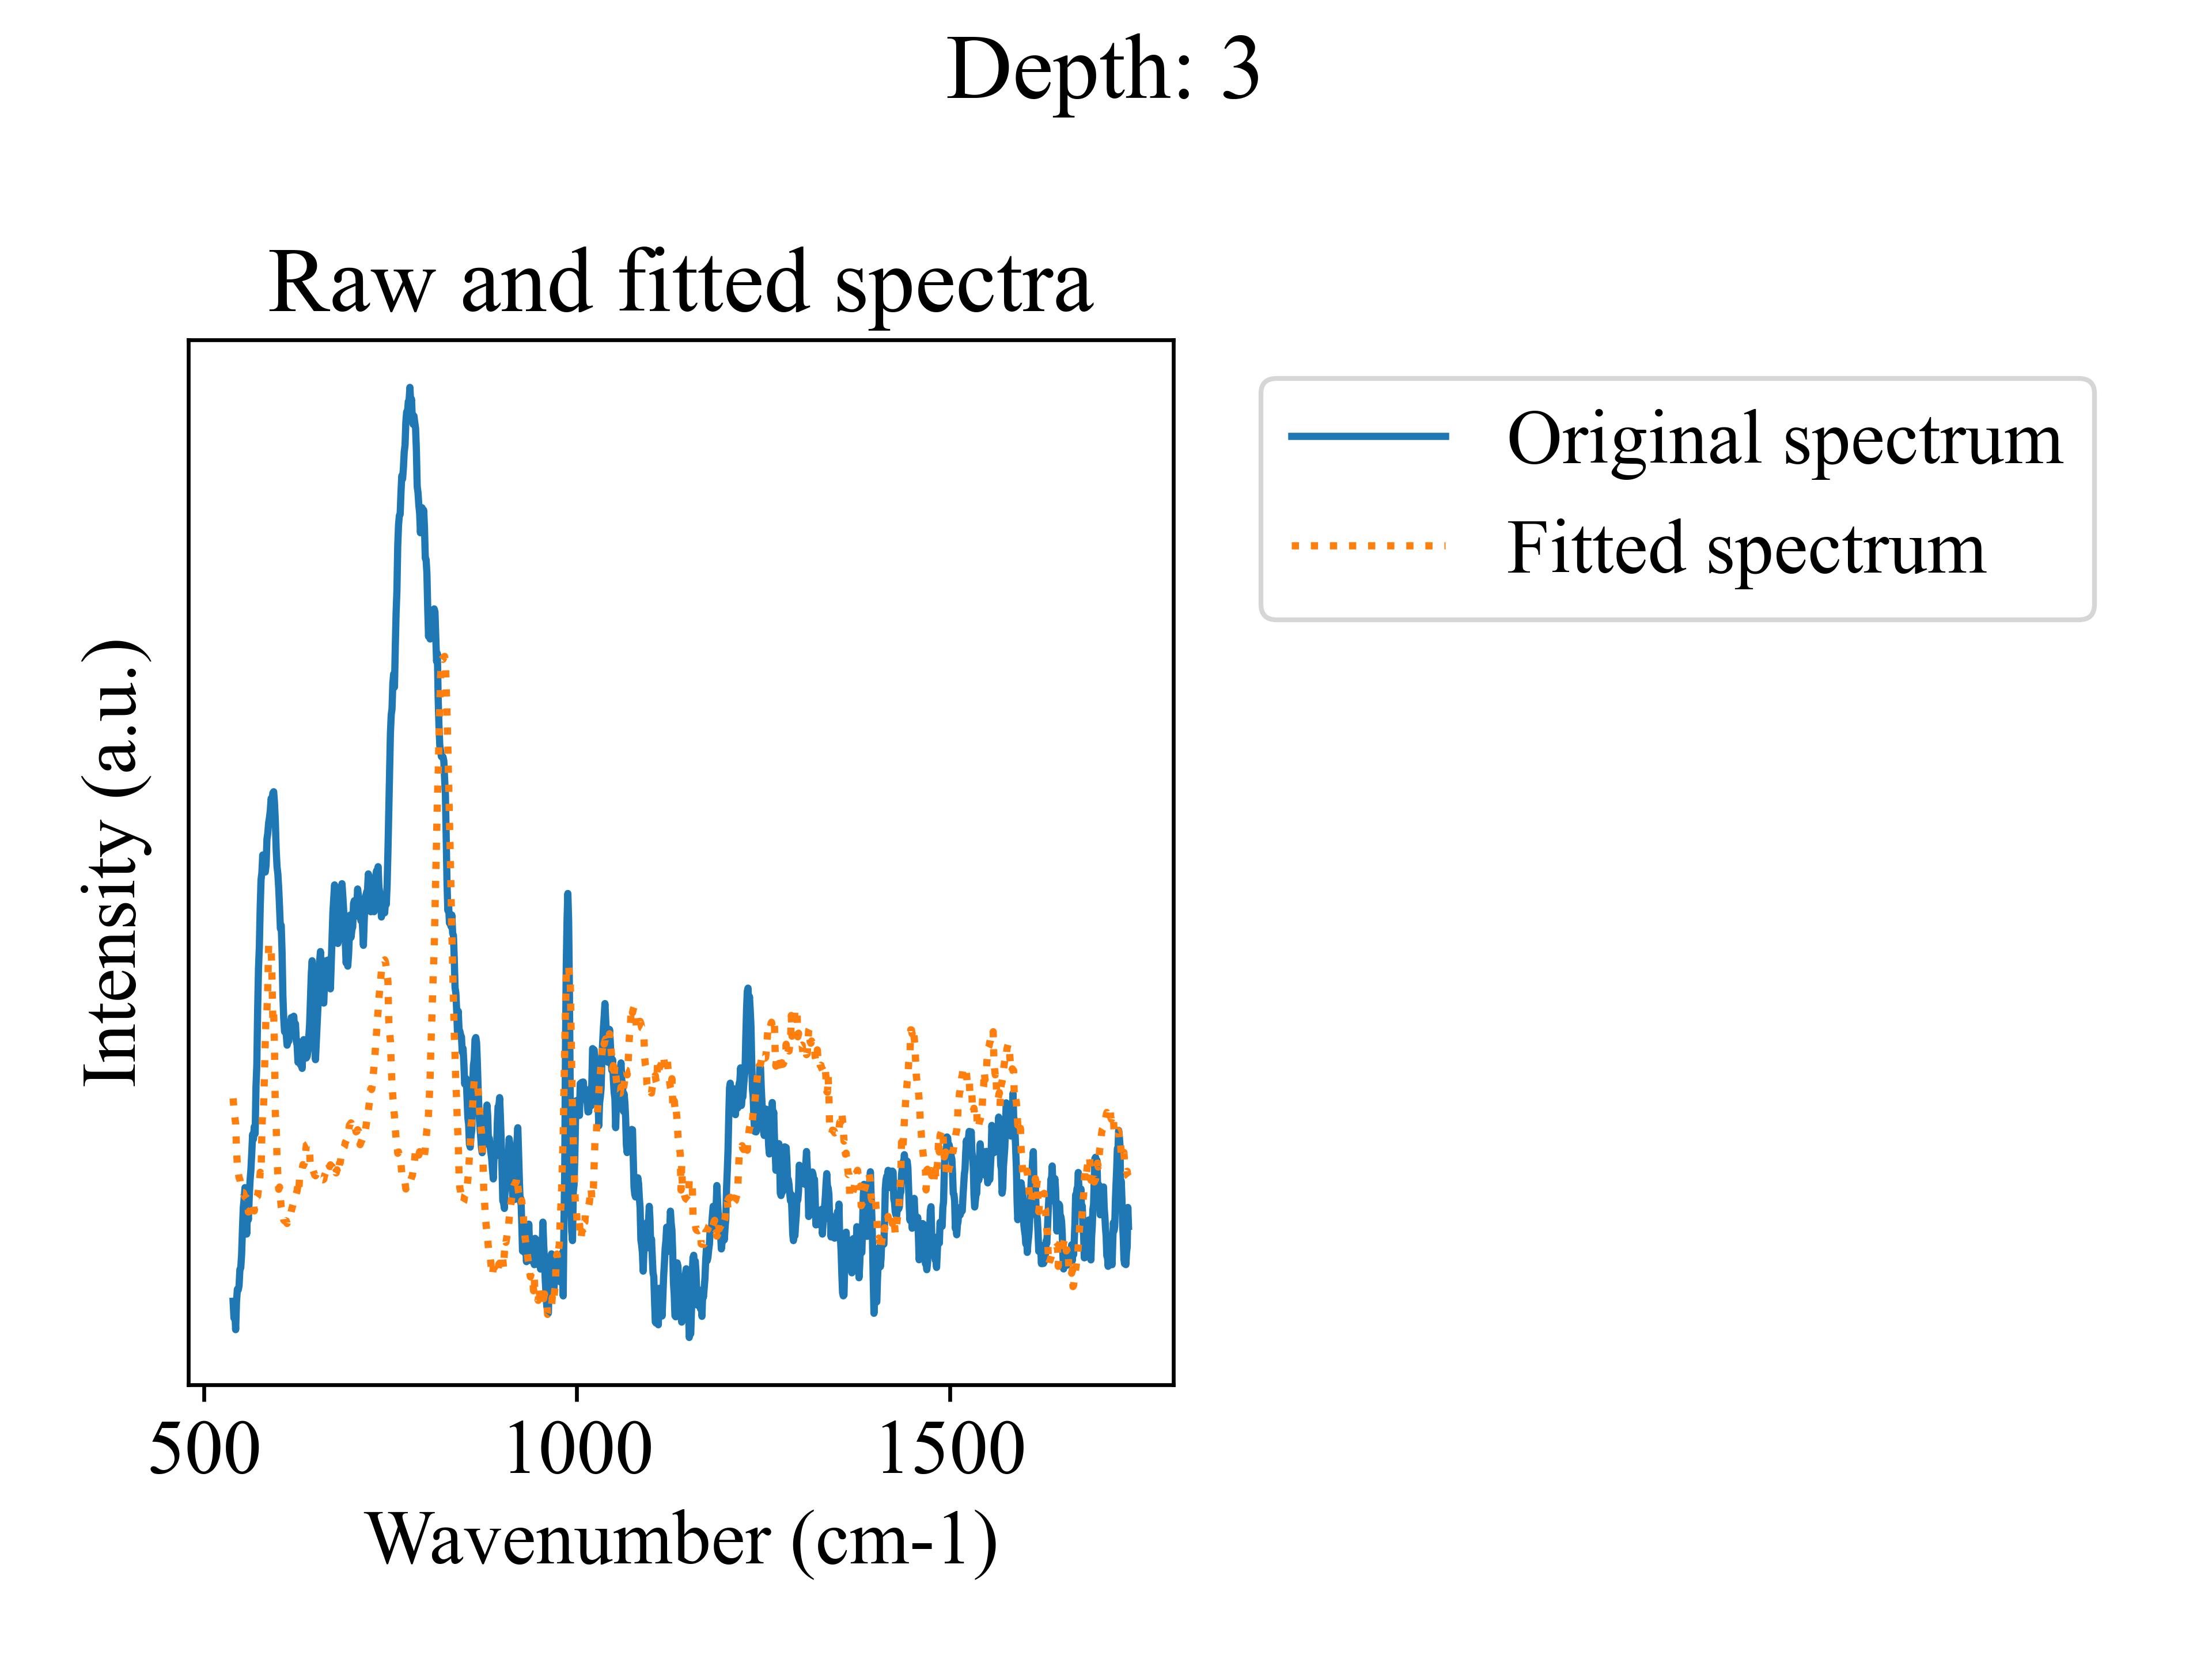 Depth: 3
Raw and fitted spectra
Original spectrum
Fitted spectrum
Intensity (a.u.)
500
1000
1500
Wavenumber (cm-1)